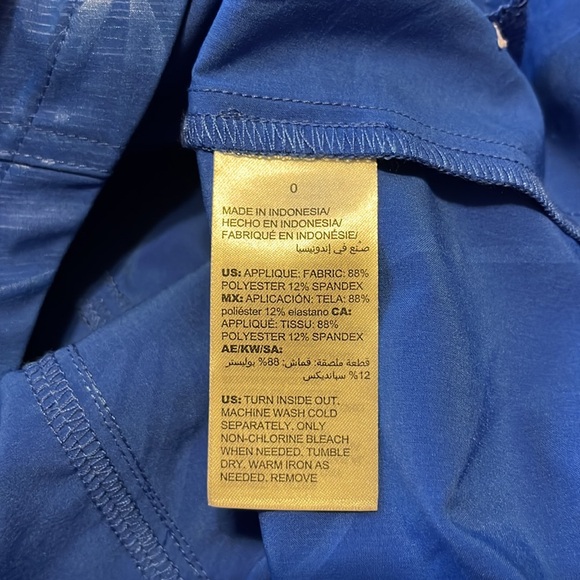 0
MADE IN INDONESIA/
HECHO EN INDONESIA/
FABRIQUÉ EN INDONÉSIE/
صنع في إندونيسيا
US: APPLIQUE: FABRIC: 88%
POLYESTER 12% SPANDEX
MX: APLICACIÓN: TELA: 88%
poliéster 12% elastano CA:
APPLIQUÉ: TISSU: 88%
POLYESTER 12% SPANDEX
AE/KW/SA:
قطعة ملصقة: قماش: 88% بوليستر
12% سباندیکس
US: TURN INSIDE OUT.
MACHINE WASH COLD
SEPARATELY. ONLY
NON-CHLORINE BLEACH
WHEN NEEDED. TUMBLE
DRY. WARM IRON AS
NEEDED. REMOVE